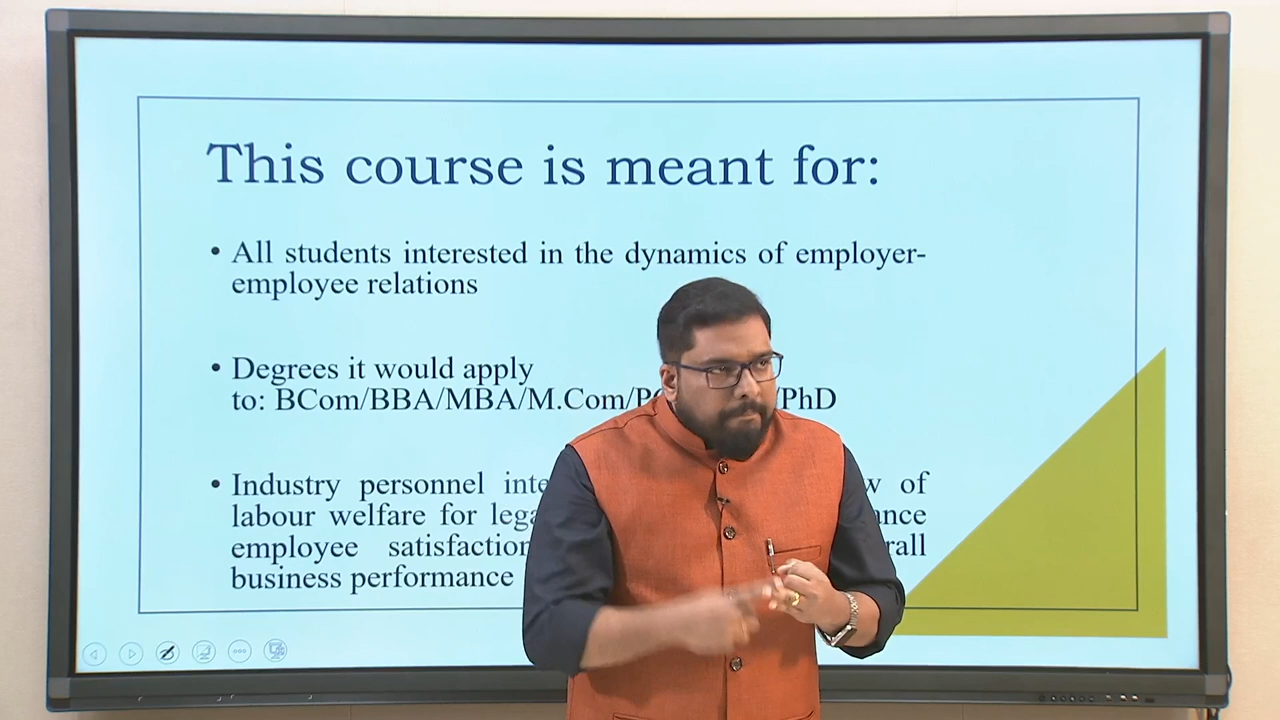 This course is meant for:
• All students interested in the dynamics of employer-
employee relations
• Degrees it would apply
to: BCom/BBA/MBA/M.Com/ /PhD
• Industry personnel of
labour welfare for
employee satisfaction
business performance